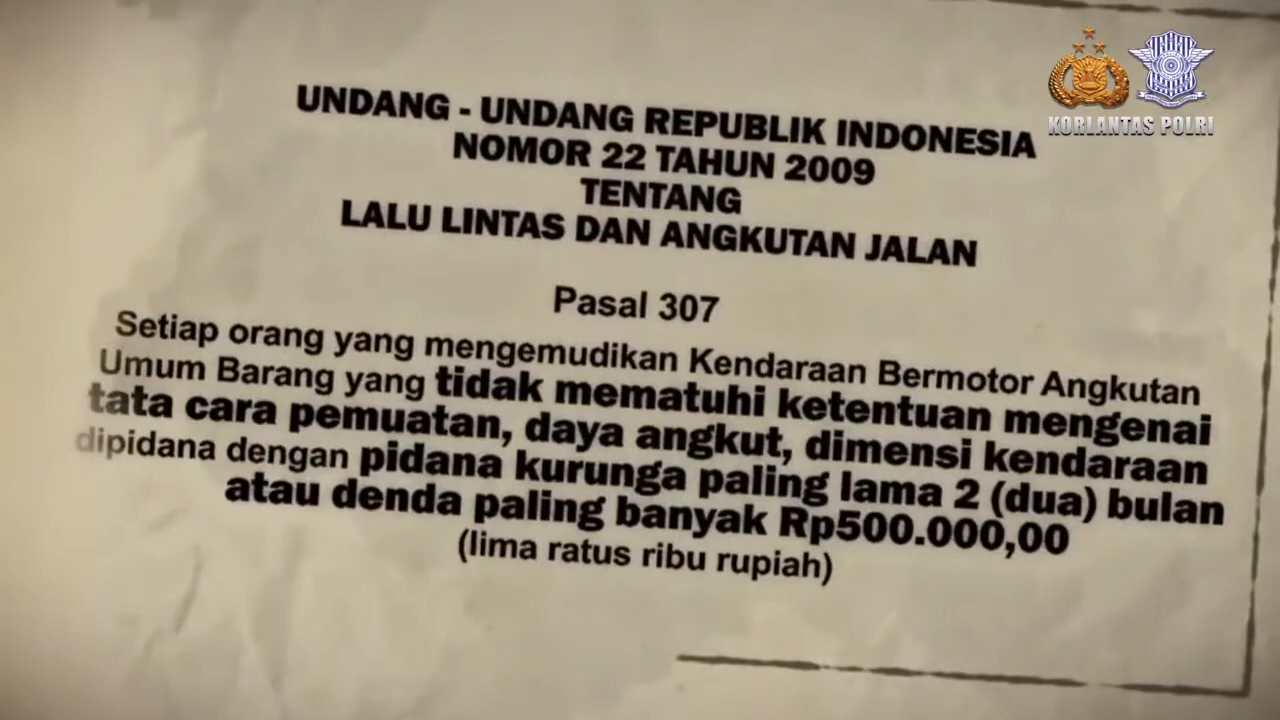 KORLANTAS POLRI
UNDANG - UNDANG REPUBLIK INDONESIA
NOMOR 22 TAHUN 2009
TENTANG
LALU LINTAS DAN ANGKUTAN JALAN
Pasal 307
Setiap orang yang mengemudikan Kendaraan Bermotor Angkutan
Umum Barang yang tidak mematuhi ketentuan mengenai
tata cara pemuatan, daya angkut, dimensi kendaraan
dipidana dengan pidana kurunga paling lama 2 (dua) bulan
atau denda paling banyak Rp500.000,00
(lima ratus ribu rupiah)